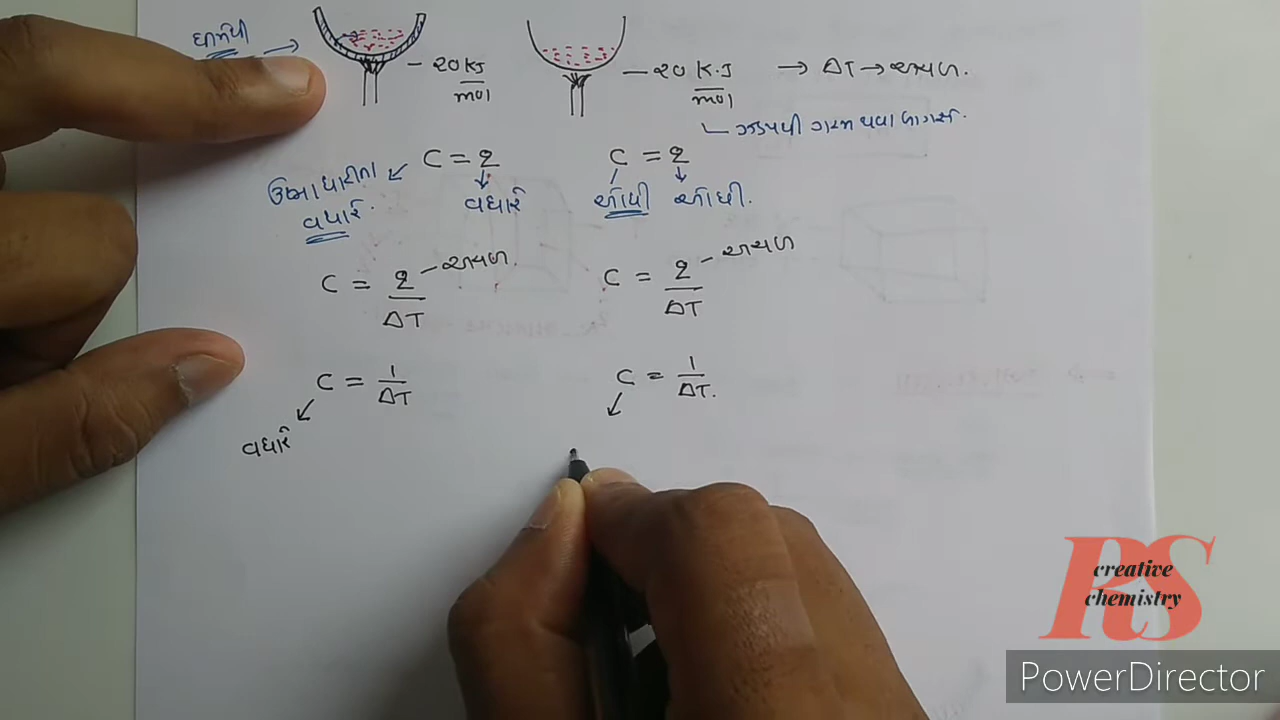 ધીમેથી
૨૦ KJ/mol
૨૦ K.J/mol → ΔT → અચળ.
ઝડપથી ગરમ થવા લાગશે.
C = q
C = q
ઉષ્માધારિતા વધારે.
વધારે
ઓછી
ઓછી.
C = q/ΔT - અચળ
C = q/ΔT - અચળ
C = 1/ΔT
C = 1/ΔT.
વધારે
RS
creative
chemistry
PowerDirector